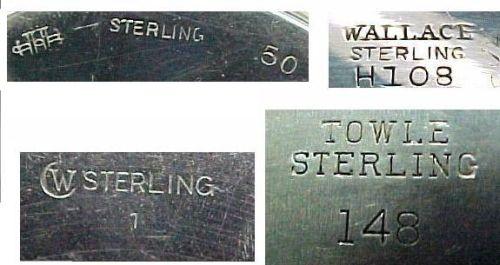 STERLING
50
WALLACE
STERLING
H108
CW STERLING
1
TOWLE
STERLING
148